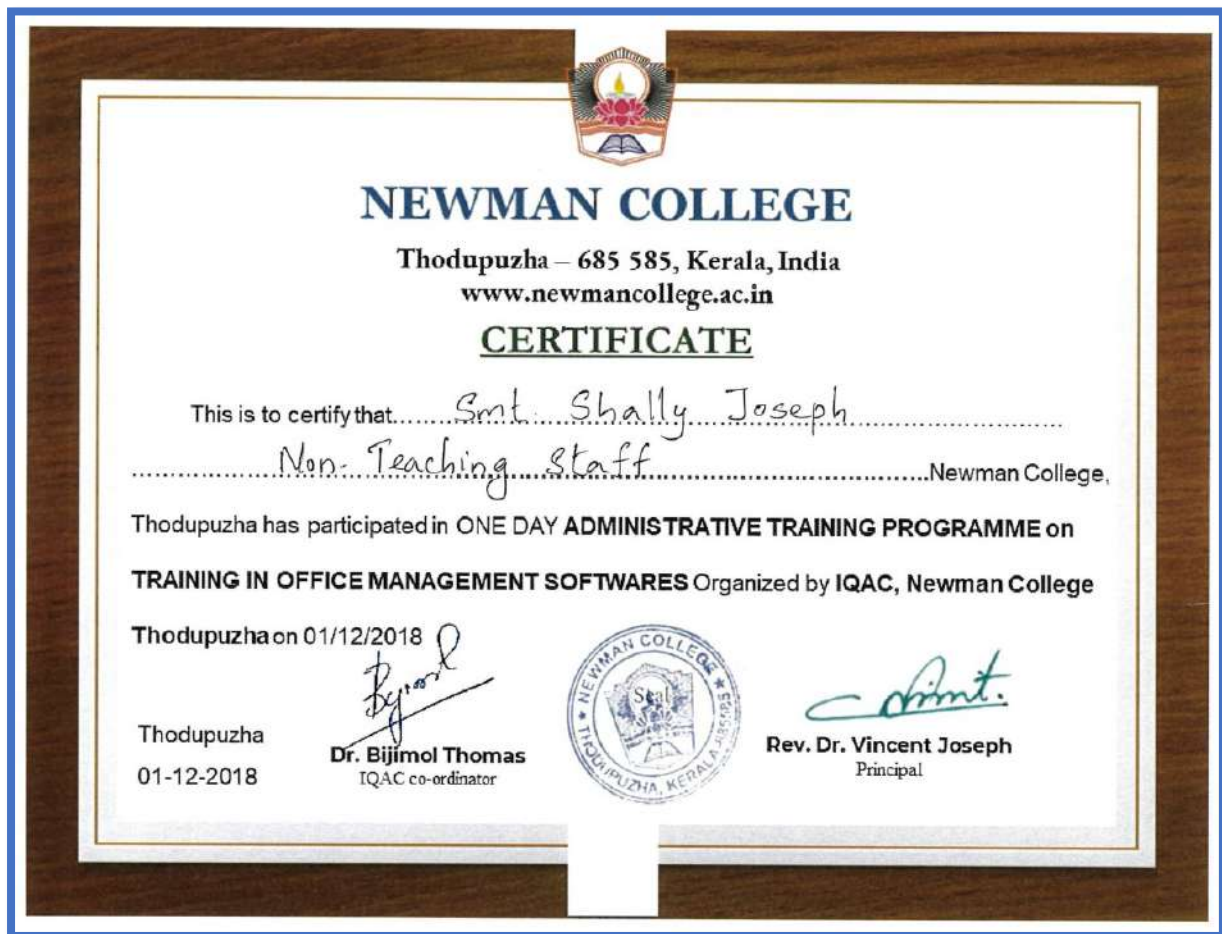 NEWMAN COLLEGE
Thodupuzha – 685 585, Kerala, India
www.newmancollege.ac.in
CERTIFICATE
This is to certify that........Smt. Shally Joseph........
........Non-Teaching Staff........Newman College,
Thodupuzha has participated in ONE DAY ADMINISTRATIVE TRAINING PROGRAMME on
TRAINING IN OFFICE MANAGEMENT SOFTWARES Organized by IQAC, Newman College
Thodupuzha on 01/12/2018
Thodupuzha
01-12-2018
Dr. Bijimol Thomas
IQAC co-ordinator
★ NEWMAN COLLEGE ★
THODUPUZHA, KERALA-685585
Seal
Rev. Dr. Vincent Joseph
Principal